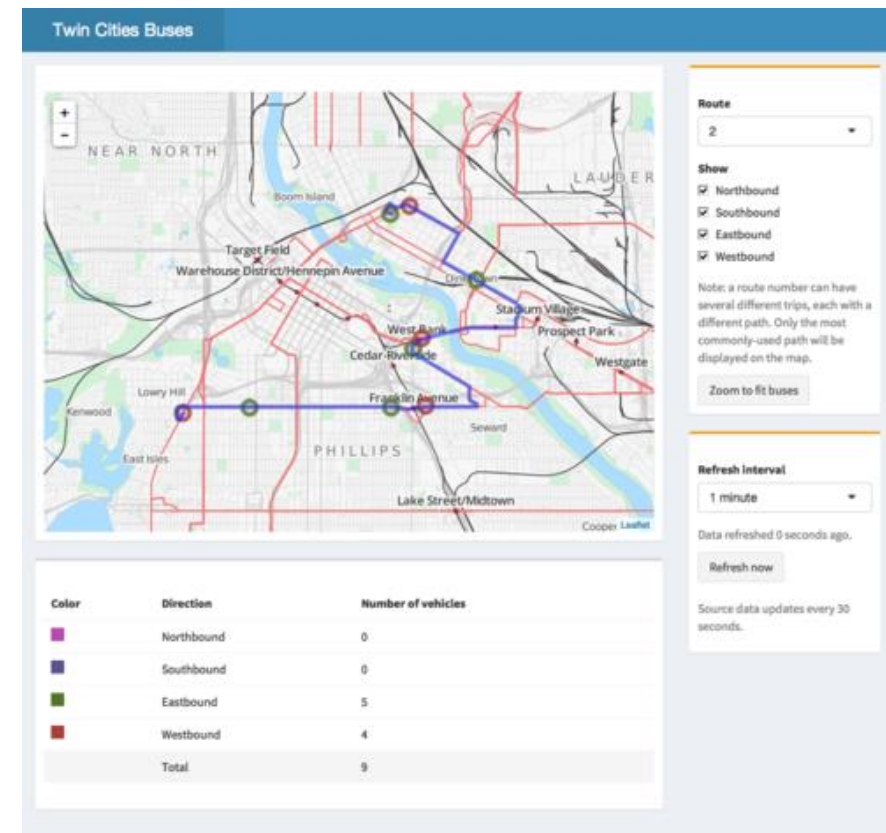 Twin Cities Buses
+
-
NEAR NORTH
LAUDER
Boom Island
Target Field
Warehouse District/Hennepin Avenue
Stadium Village
West Bank
Prospect Park
Cedar-Riverside
Westgate
Lowry Hill
Kenwood
Franklin Avenue
Seward
East Isles
PHILLIPS
Lake Street/Midtown
Cooper Leaflet
Route
2
Show
Northbound
Southbound
Eastbound
Westbound
Note: a route number can have
several different trips, each with a
different path. Only the most
commonly-used path will be
displayed on the map.
Zoom to fit buses
Refresh interval
1 minute
Data refreshed 0 seconds ago.
Refresh now
Source data updates every 30
seconds.
Color Direction Number of vehicles
Northbound 0
Southbound 0
Eastbound 5
Westbound 4
Total 9